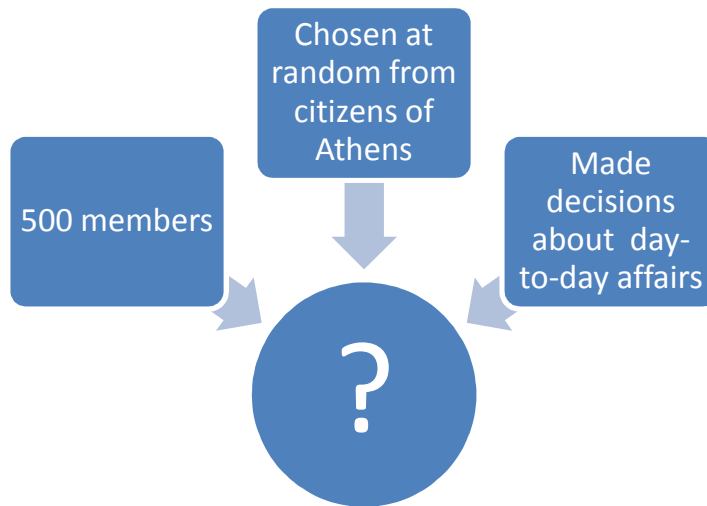 500 members
Chosen at
random from
citizens of
Athens
Made
decisions
about day-
to-day affairs
?